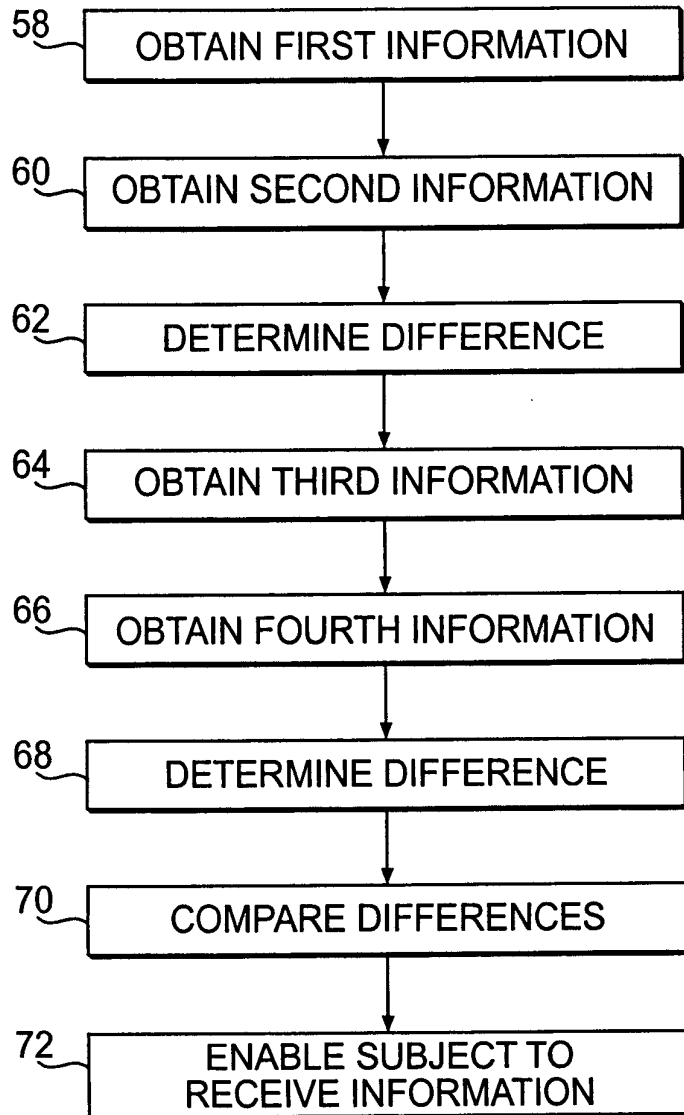 58 OBTAIN FIRST INFORMATION
60 OBTAIN SECOND INFORMATION
62 DETERMINE DIFFERENCE
64 OBTAIN THIRD INFORMATION
66 OBTAIN FOURTH INFORMATION
68 DETERMINE DIFFERENCE
70 COMPARE DIFFERENCES
72 ENABLE SUBJECT TO
RECEIVE INFORMATION